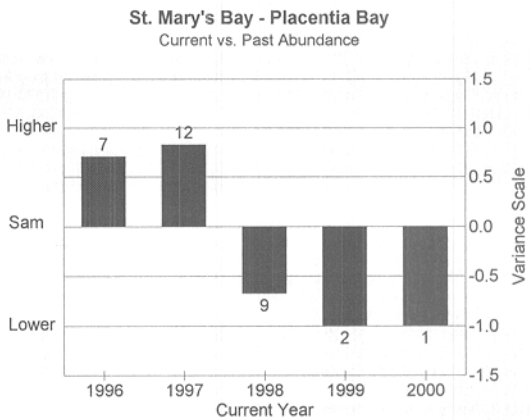 St. Mary's Bay - Placentia Bay
Current vs. Past Abundance
Higher
Sam
Lower
7
12
9
2
1
1.5
1.0
0.5
0.0
-0.5
-1.0
-1.5
Variance Scale
1996 1997 1998 1999 2000
Current Year